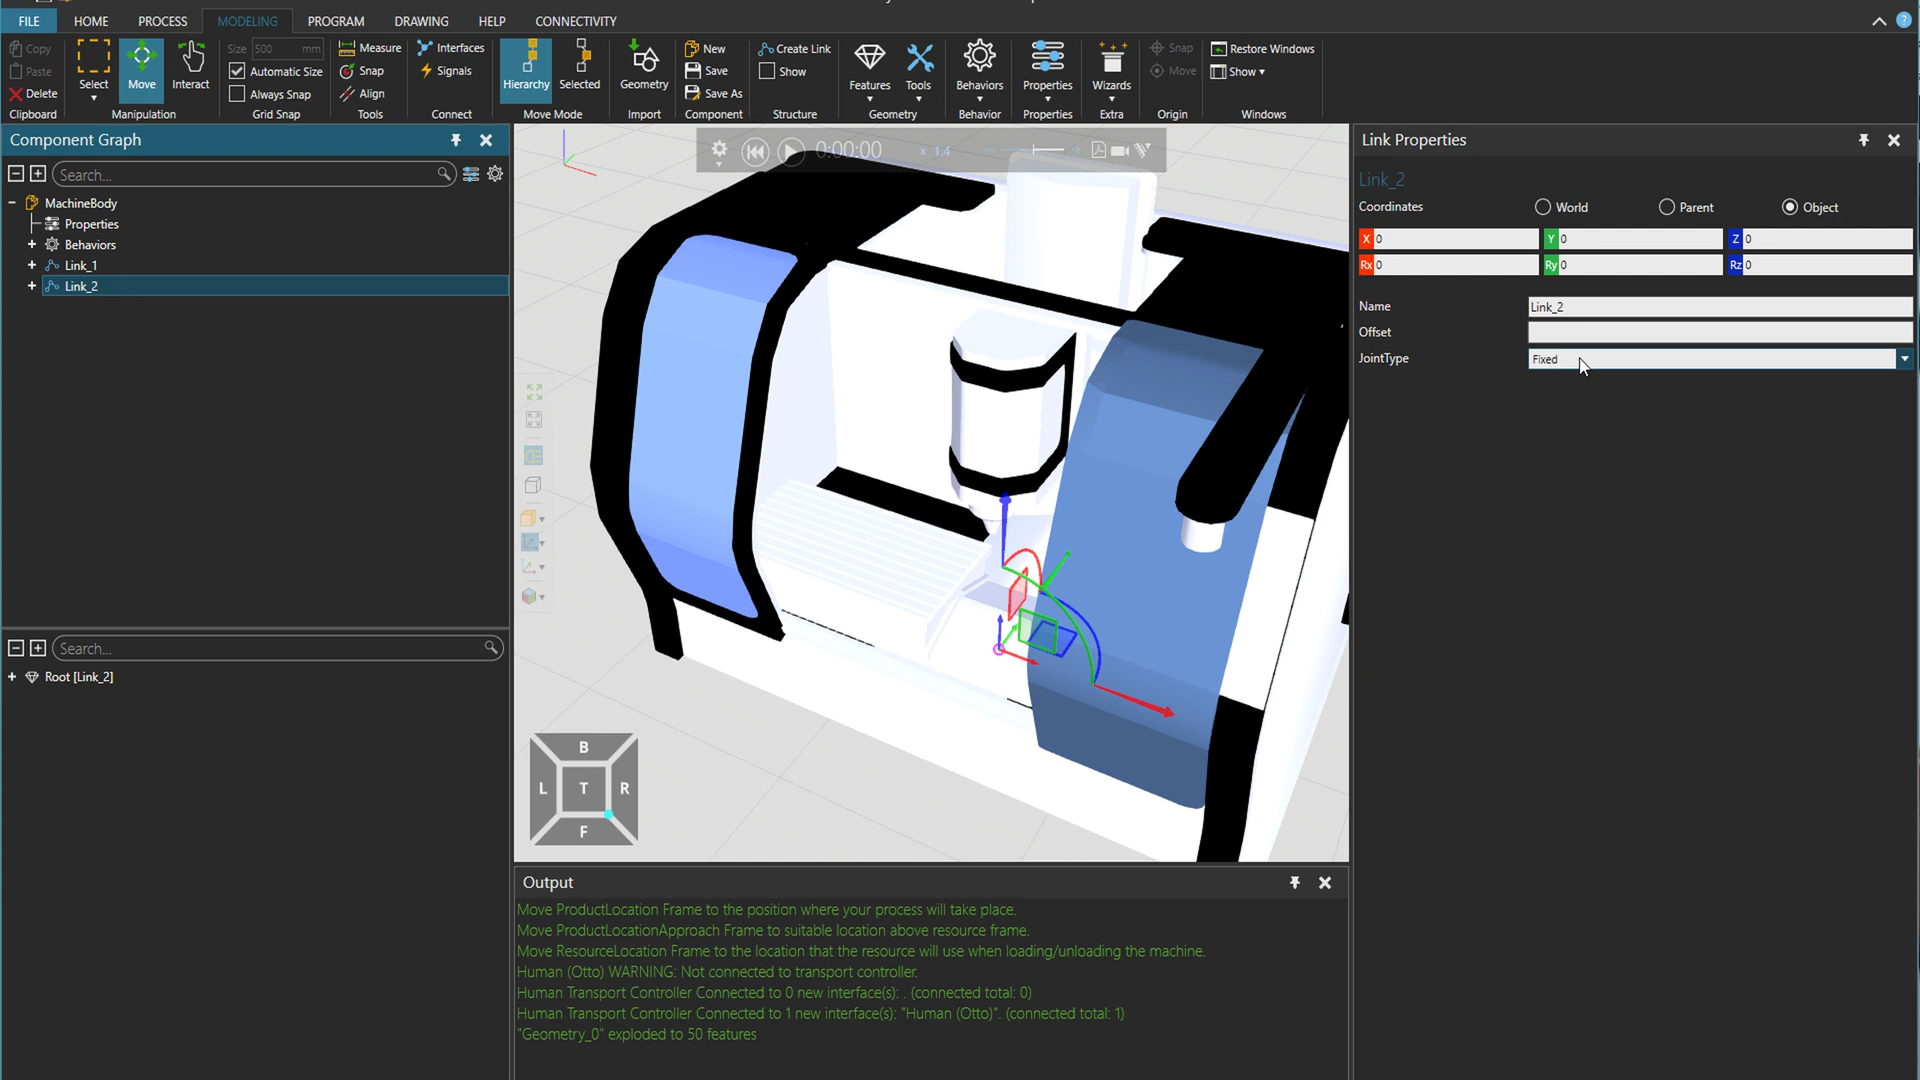 FILE HOME PROCESS MODELING PROGRAM DRAWING HELP CONNECTIVITY
Copy
Paste
Delete
Clipboard
Select
Move
Interact
Manipulation
Size 500 mm
Automatic Size
Always Snap
Grid Snap
Measure
Snap
Align
Tools
Interfaces
Signals
Connect
Hierarchy
Selected
Move Mode
Geometry
Import
New
Save
Save As
Component
Create Link
Show
Structure
Features
Tools
Geometry
Behaviors
Behavior
Properties
Properties
Wizards
Extra
Snap
Move
Origin
Restore Windows
Show
Windows
Component Graph
Search...
MachineBody
Properties
Behaviors
Link_1
Link_2
Search...
Root [Link_2]
0:00:00 x 1.4
B
L T R
F
Output
Move ProductLocation Frame to the position where your process will take place.
Move ProductLocationApproach Frame to suitable location above resource frame.
Move ResourceLocation Frame to the location that the resource will use when loading/unloading the machine.
Human (Otto) WARNING: Not connected to transport controller.
Human Transport Controller Connected to 0 new interface(s): . (connected total: 0)
Human Transport Controller Connected to 1 new interface(s): "Human (Otto)". (connected total: 1)
"Geometry_0" exploded to 50 features
Link Properties
Link_2
Coordinates World Parent Object
X 0 Y 0 Z 0
Rx 0 Ry 0 Rz 0
Name Link_2
Offset
JointType Fixed